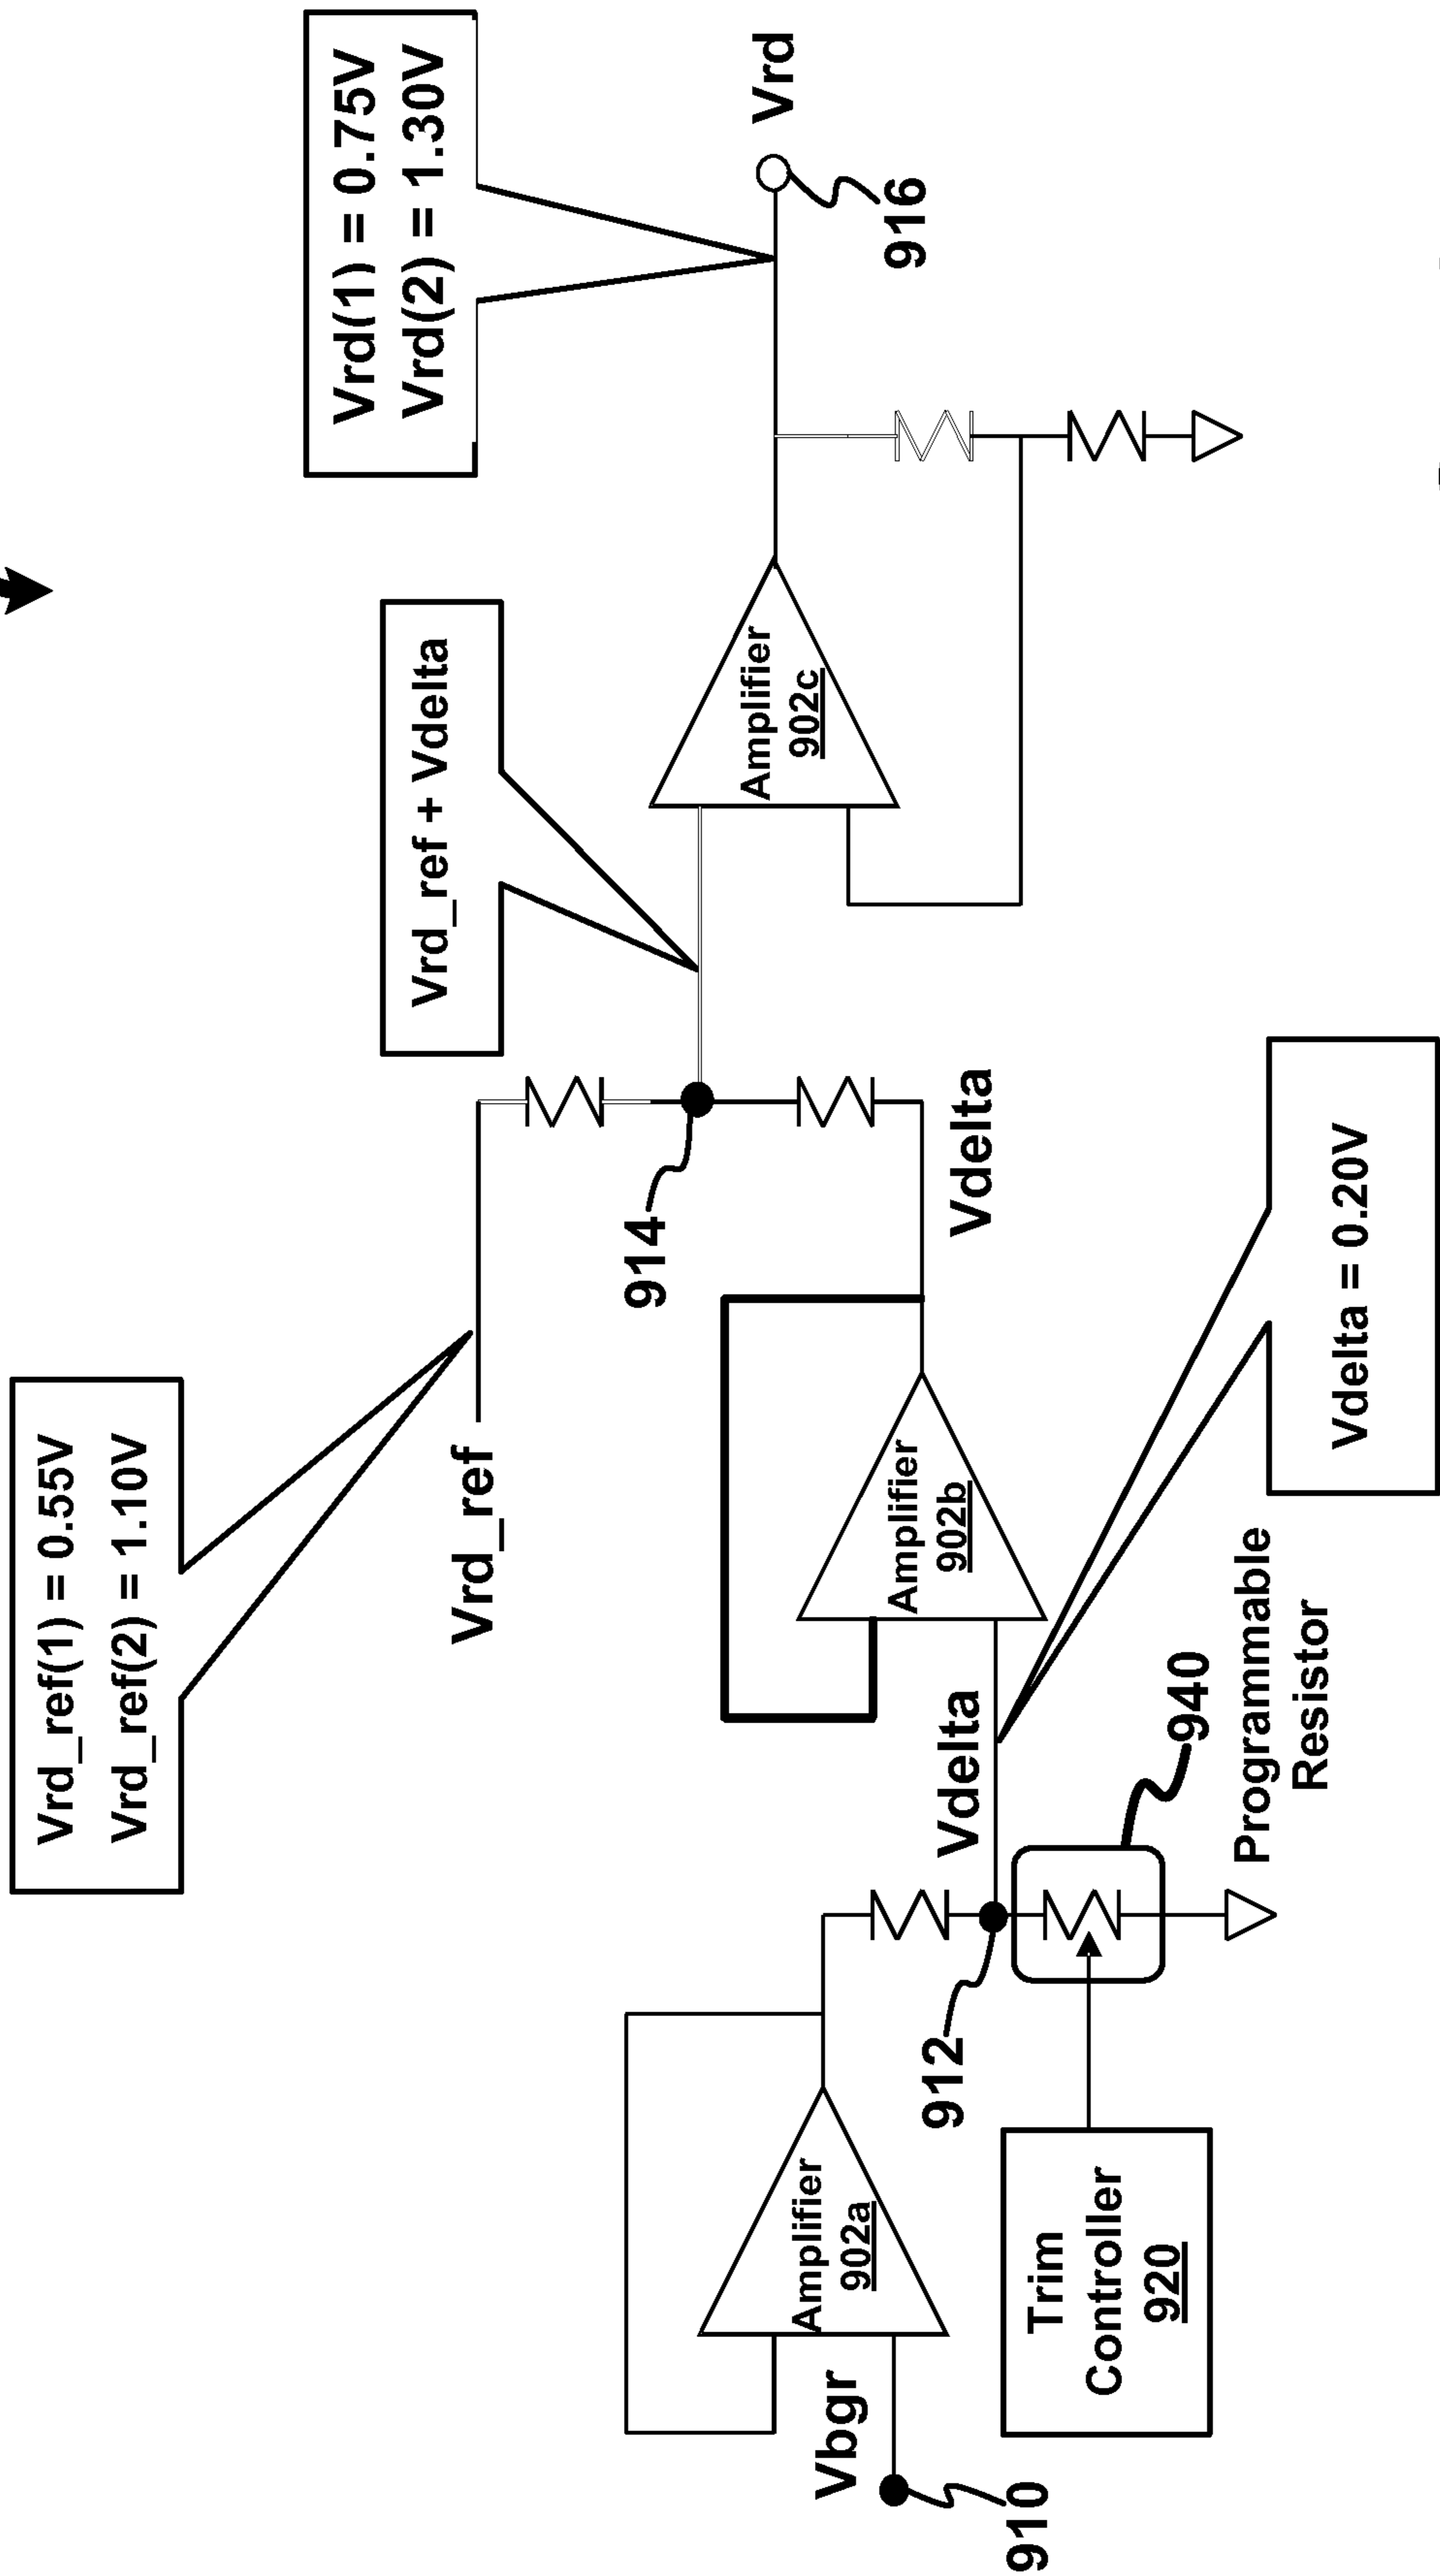 Vrd_ref(1) = 0.55V
Vrd_ref(2) = 1.10V
Vrd_ref + Vdelta
Vrd(1) = 0.75V
Vrd(2) = 1.30V
Vrd_ref
914
Vrd
916
Amplifier
902c
Vdelta
Amplifier
902b
Vdelta
Amplifier
902a
Vbgr
910
912
Trim
Controller
920
940
Programmable
Resistor
Vdelta = 0.20V